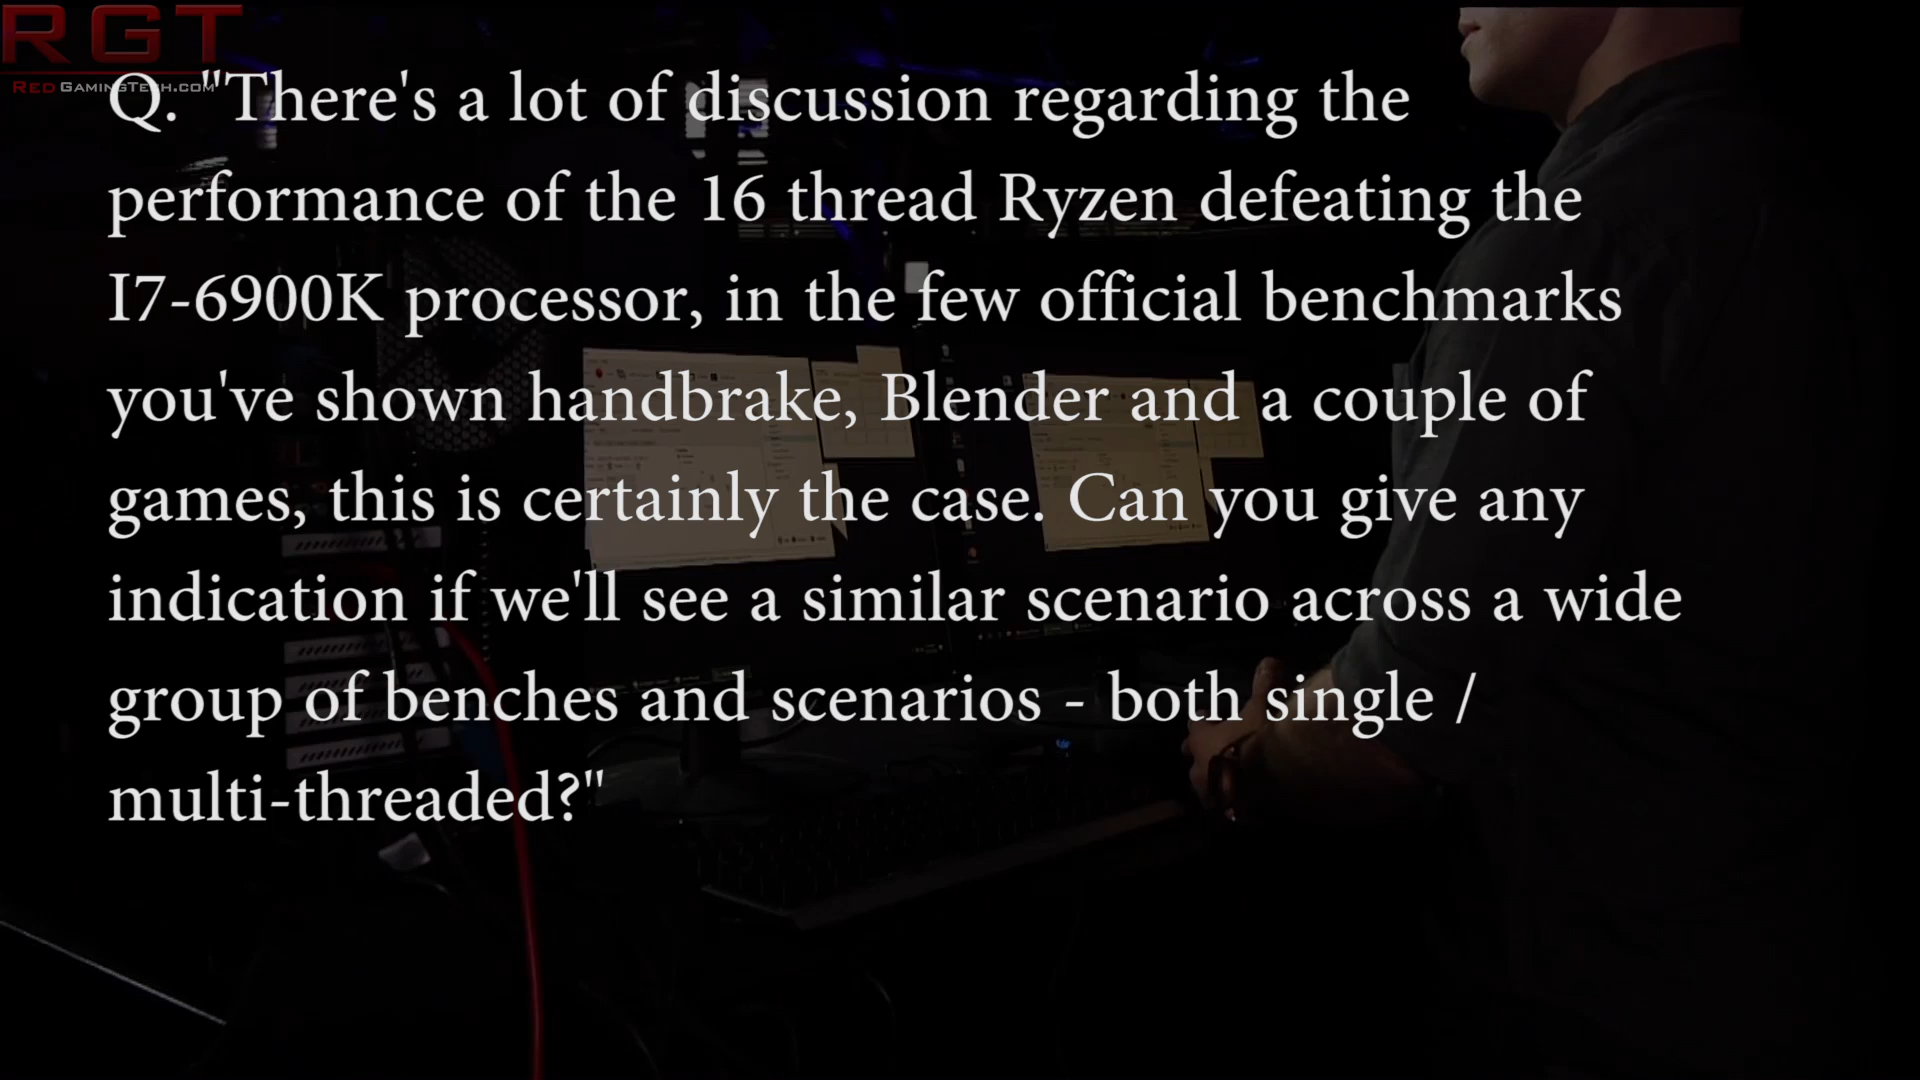 RGT
RedGamingTech.com
Q. "There's a lot of discussion regarding the
performance of the 16 thread Ryzen defeating the
I7-6900K processor, in the few official benchmarks
you've shown handbrake, Blender and a couple of
games, this is certainly the case. Can you give any
indication if we'll see a similar scenario across a wide
group of benches and scenarios - both single /
multi-threaded?"